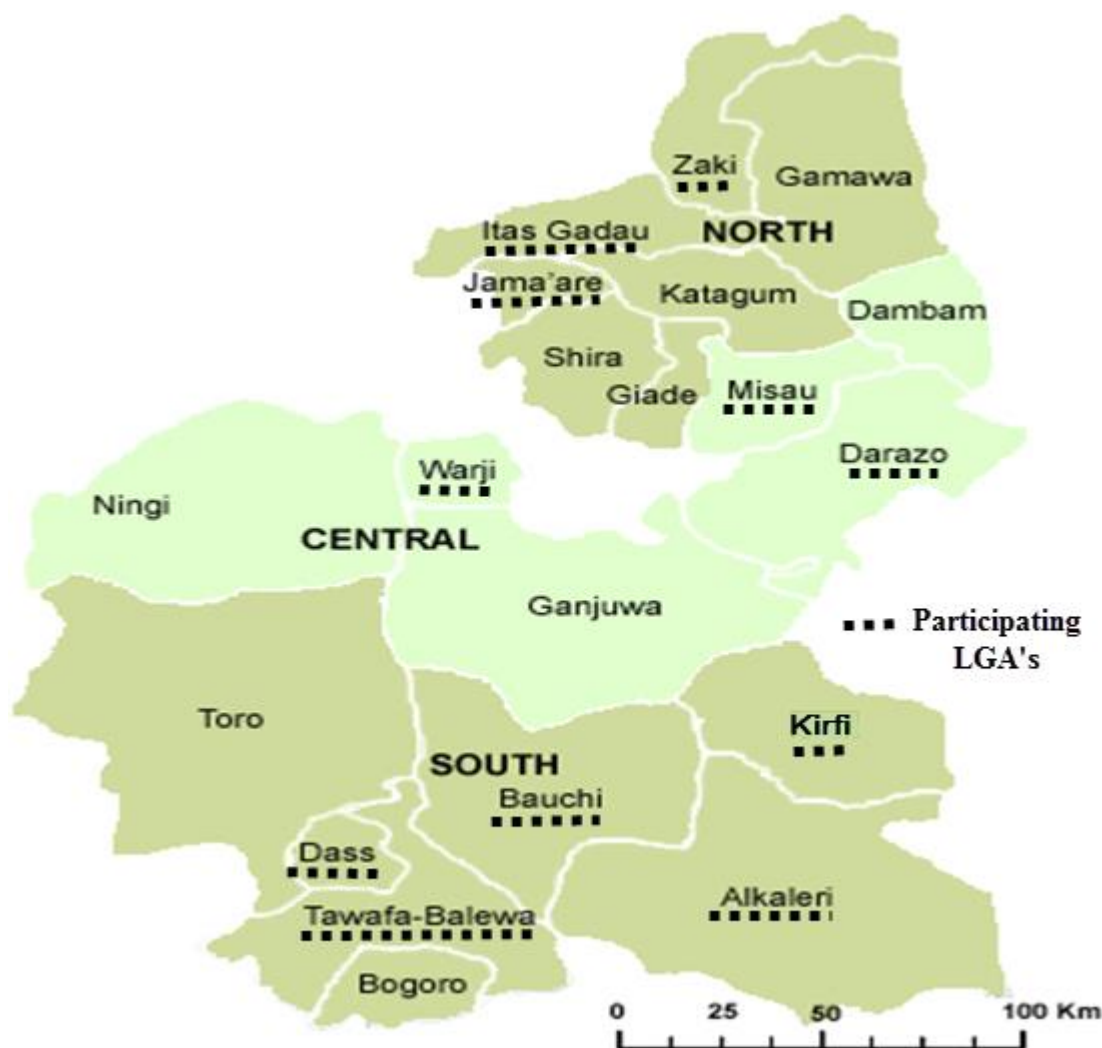 Zaki
Gamawa
Itas Gadau
NORTH
Jama'are
Katagum
Dambam
Shira
Giade
Misau
Darazo
Warji
Ningi
CENTRAL
Ganjuwa
Participating
LGA's
Toro
Kirfi
SOUTH
Bauchi
Dass
Alkaleri
Tawafa-Balewa
Bogoro
0 25 50 100 Km